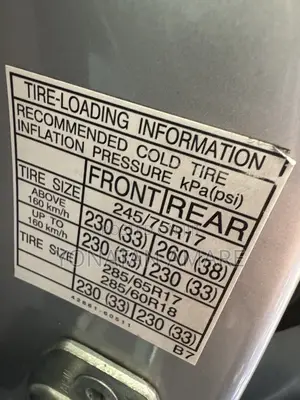 TIRE-LOADING INFORMATION
RECOMMENDED COLD TIRE
INFLATION PRESSURE kPa(psi)
FRONT REAR
TIRE SIZE 245/75R17
ABOVE 160 km/h 230 (33) 260 (38)
UP TO 160 km/h 230 (33) 230 (33)
TIRE SIZE 285/65R17
285/60R18
230 (33) 230 (33)
42661-60511
B7